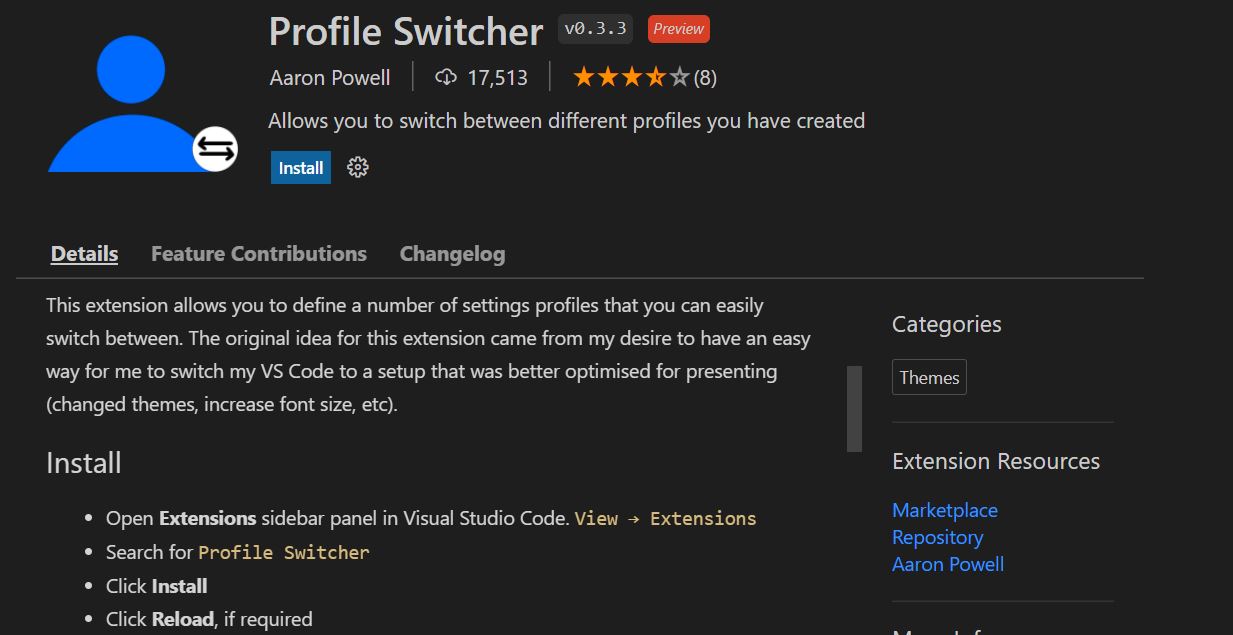 Profile Switcher v0.3.3 Preview
Aaron Powell 17,513 (8)
Allows you to switch between different profiles you have created
Install
Details Feature Contributions Changelog
This extension allows you to define a number of settings profiles that you can easily
switch between. The original idea for this extension came from my desire to have an easy
way for me to switch my VS Code to a setup that was better optimised for presenting
(changed themes, increase font size, etc).
Install
• Open Extensions sidebar panel in Visual Studio Code. View → Extensions
• Search for Profile Switcher
• Click Install
• Click Reload, if required
Categories
Themes
Extension Resources
Marketplace
Repository
Aaron Powell